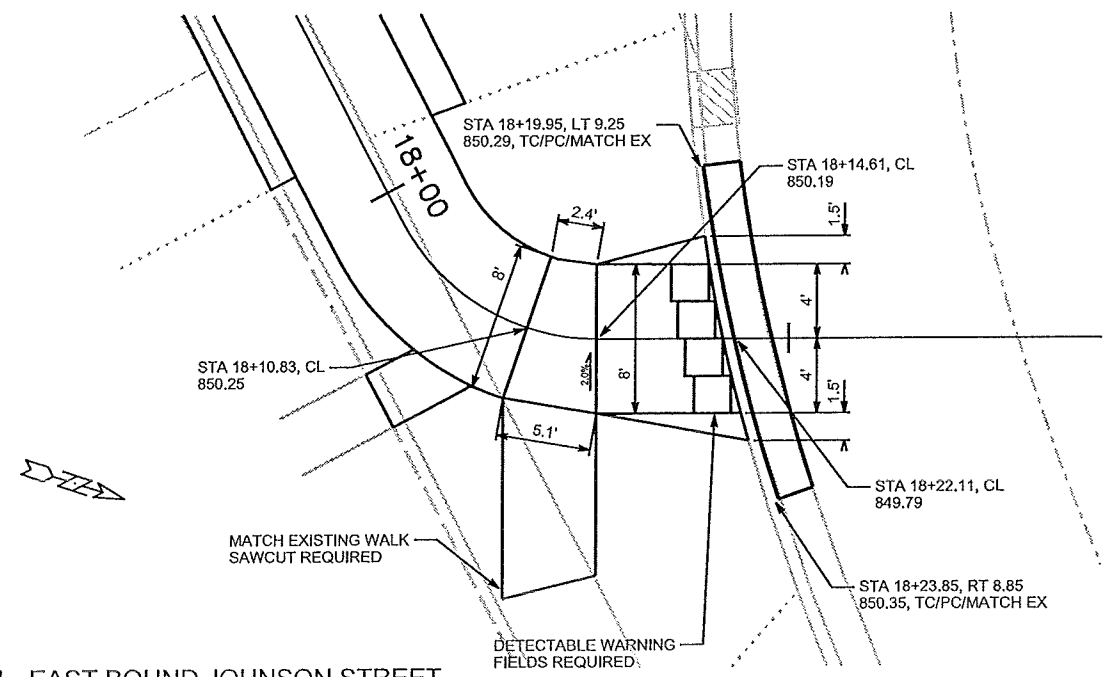 STA 18+19.95, LT 9.25
850.29, TC/PC/MATCH EX
18+00
STA 18+14.61, CL
850.19
2.4'
1.5'
8'
4'
STA 18+10.83, CL
850.25
2.0%
8'
4'
1.5'
5.1'
STA 18+22.11, CL
849.79
MATCH EXISTING WALK
SAWCUT REQUIRED
STA 18+23.85, RT 8.85
850.35, TC/PC/MATCH EX
DETECTABLE WARNING
FIELDS REQUIRED
EAST BOUND JOHNSON STREET